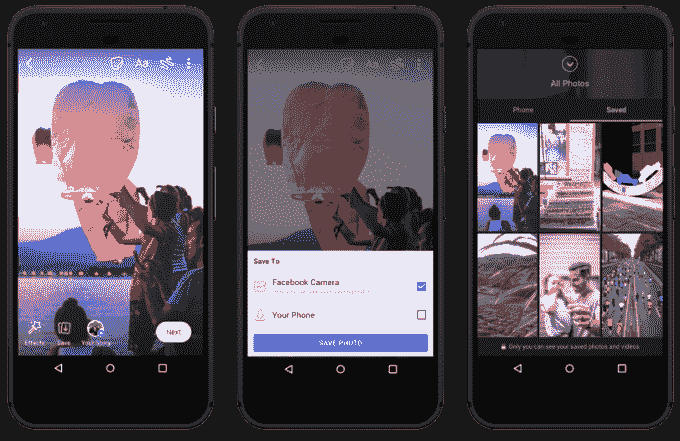 Aa
Effects
Save
Your Story
Next
Save To
Facebook Camera
Your Phone
SAVE PHOTO
All Photos
Phone
Saved
Only you can see your saved photos and videos